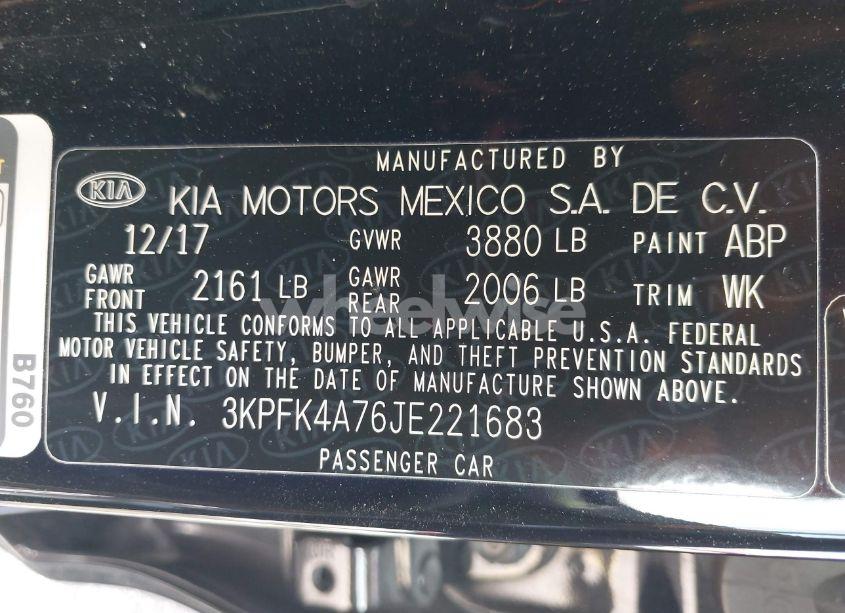 MANUFACTURED BY
KIA KIA MOTORS MEXICO S.A. DE C.V.
12/17 GVWR 3880 LB PAINT ABP
GAWR FRONT 2161 LB GAWR REAR 2006 LB TRIM WK
THIS VEHICLE CONFORMS TO ALL APPLICABLE U.S.A. FEDERAL
MOTOR VEHICLE SAFETY, BUMPER, AND THEFT PREVENTION STANDARDS
IN EFFECT ON THE DATE OF MANUFACTURE SHOWN ABOVE.
V.I.N. 3KPFK4A76JE221683
PASSENGER CAR
B760
wheelwise